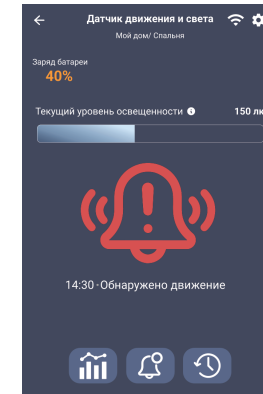 Датчик движения и света
Мой дом/ Спальня
Заряд батареи
40%
Текущий уровень освещенности 150 лк
14:30·Обнаружено движение